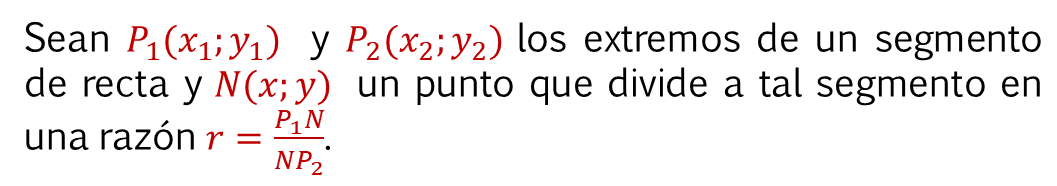 Sean P₁(x₁; y₁) y P₂(x₂; y₂) los extremos de un segmento
de recta y N(x; y) un punto que divide a tal segmento en
una razón r = P₁N/NP₂.